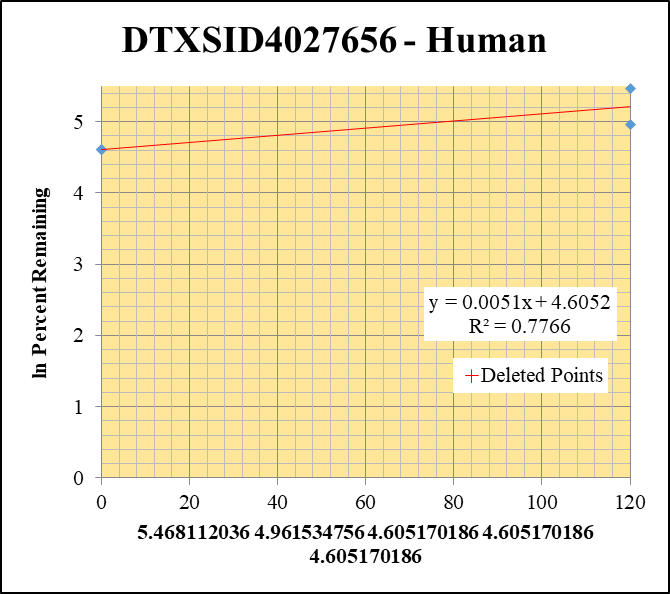 DTXSID4027656 - Human
ln Percent Remaining
5
4
3
2
1
0
y = 0.0051x + 4.6052
R² = 0.7766
+Deleted Points
0 20 40 60 80 100 120
5.468112036 4.961534756 4.605170186 4.605170186
4.605170186